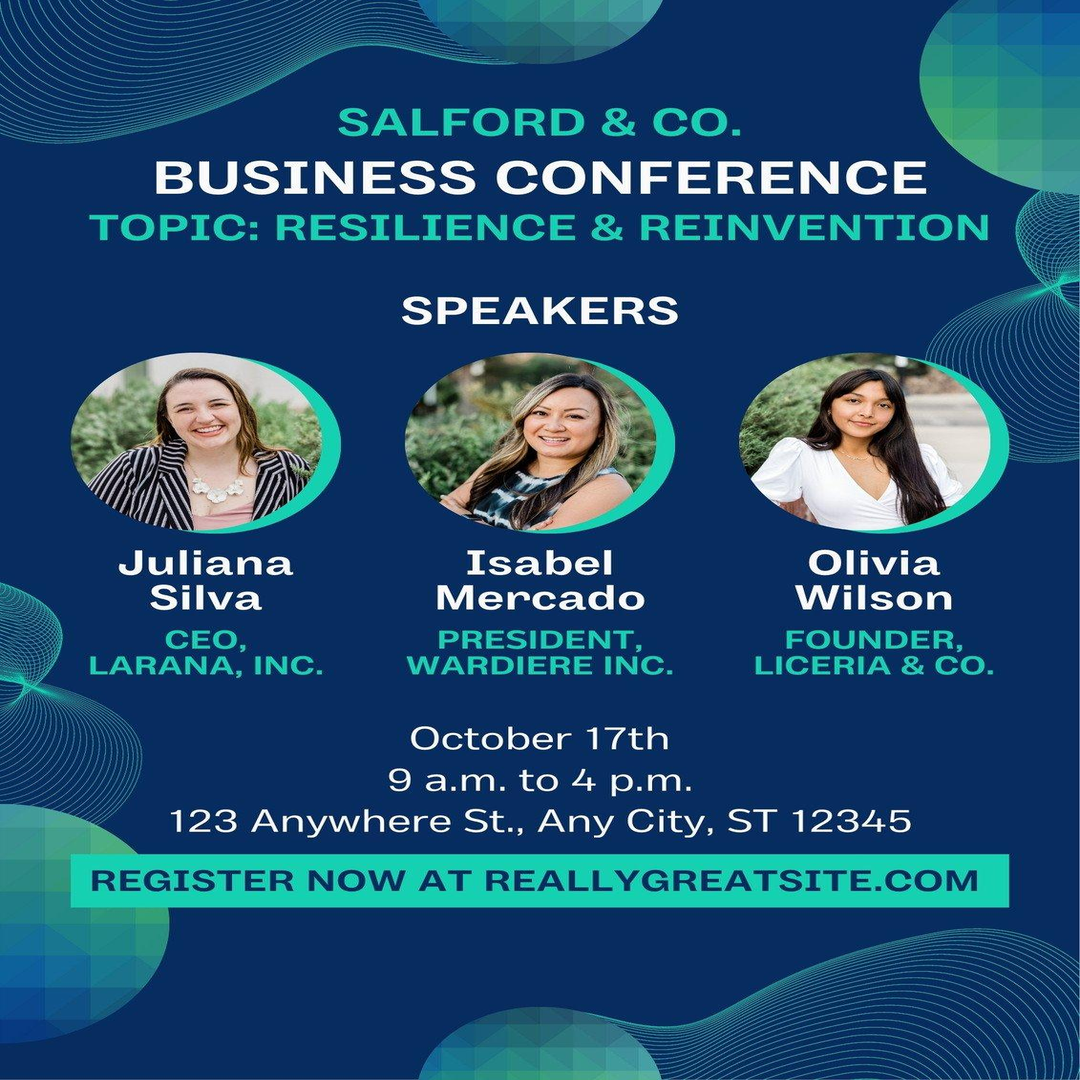 SALFORD & CO.
BUSINESS CONFERENCE
TOPIC: RESILIENCE & REINVENTION
SPEAKERS
Juliana
Silva
CEO,
LARANA, INC.
Isabel
Mercado
PRESIDENT,
WARDIERE INC.
Olivia
Wilson
FOUNDER,
LICERIA & CO.
October 17th
9 a.m. to 4 p.m.
123 Anywhere St., Any City, ST 12345
REGISTER NOW AT REALLYGREATSITE.COM